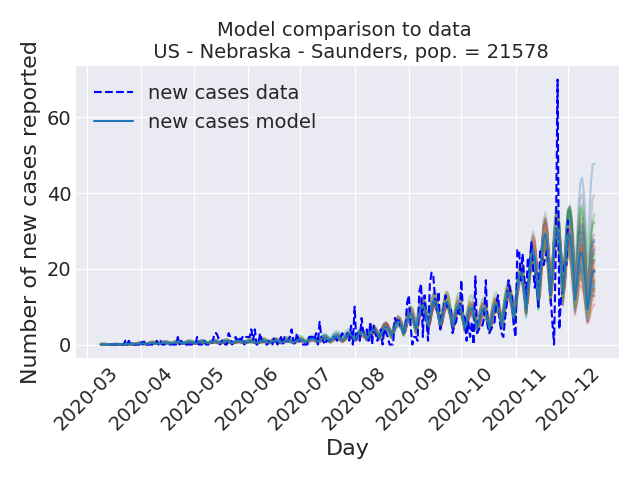 Model comparison to data
US - Nebraska - Saunders, pop. = 21578
Number of new cases reported
60
40
20
0
new cases data
new cases model
2020-03
2020-04
2020-05
2020-06
2020-07
2020-08
2020-09
2020-10
2020-11
2020-12
Day